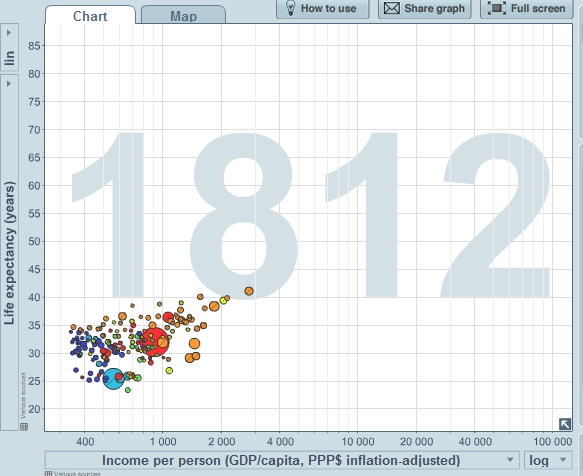 Chart
Map
How to use
Share graph
Full screen
lin
Life expectancy (years)
85
80
75
70
65
60
55
50
45
40
35
30
25
20
1812
Various sources
400
1 000
2 000
4 000
10 000
20 000
40 000
100 000
Income per person (GDP/capita, PPP$ inflation-adjusted)
log
Various sources